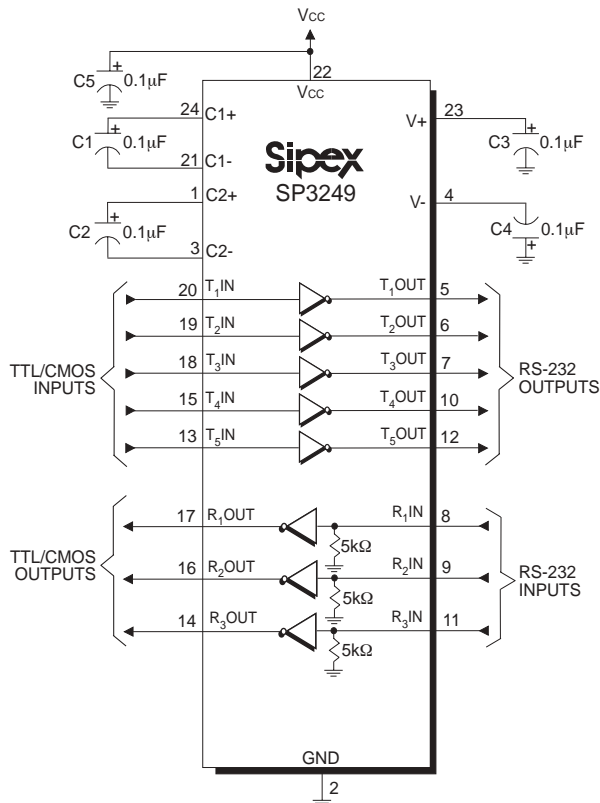 VCC
22
VCC
C5 + 0.1µF
24 C1+
C1 + 0.1µF
21 C1-
1 C2+
C2 + 0.1µF
3 C2-
Sipex
SP3249
V+ 23
C3 + 0.1µF
V- 4
C4 0.1µF +
TTL/CMOS
INPUTS
20 T1IN T1OUT 5
19 T2IN T2OUT 6
18 T3IN T3OUT 7
15 T4IN T4OUT 10
13 T5IN T5OUT 12
RS-232
OUTPUTS
TTL/CMOS
OUTPUTS
17 R1OUT R1IN 8
5kΩ
16 R2OUT R2IN 9
5kΩ
14 R3OUT R3IN 11
5kΩ
RS-232
INPUTS
GND
2